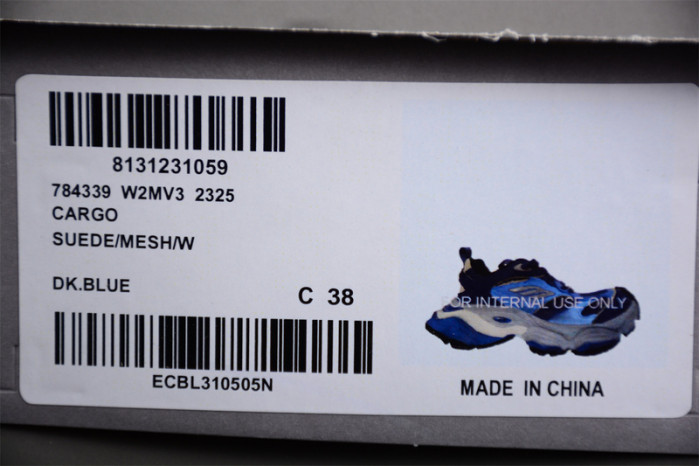 8131231059
784339 W2MV3 2325
CARGO
SUEDE/MESH/W
DK.BLUE
C 38
ECBL310505N
FOR INTERNAL USE ONLY
MADE IN CHINA